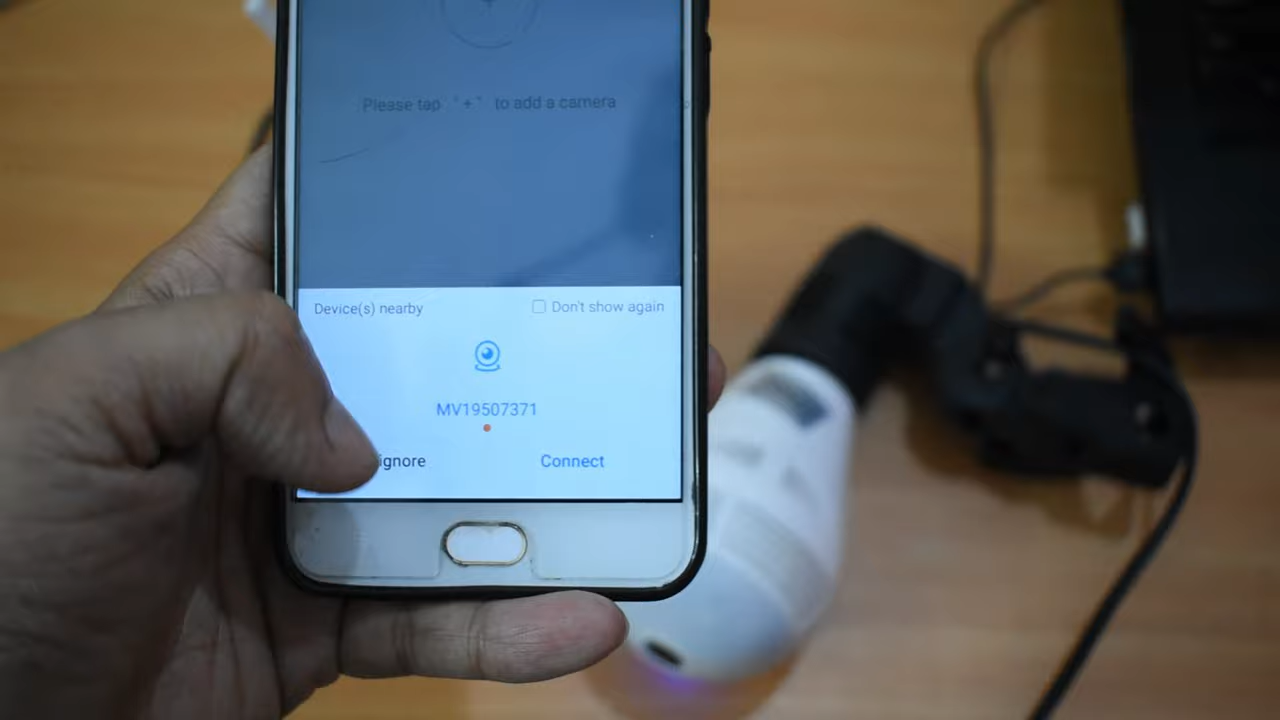 Please tap "+" to add a camera
Device(s) nearby
Don't show again
MV19507371
ignore
Connect